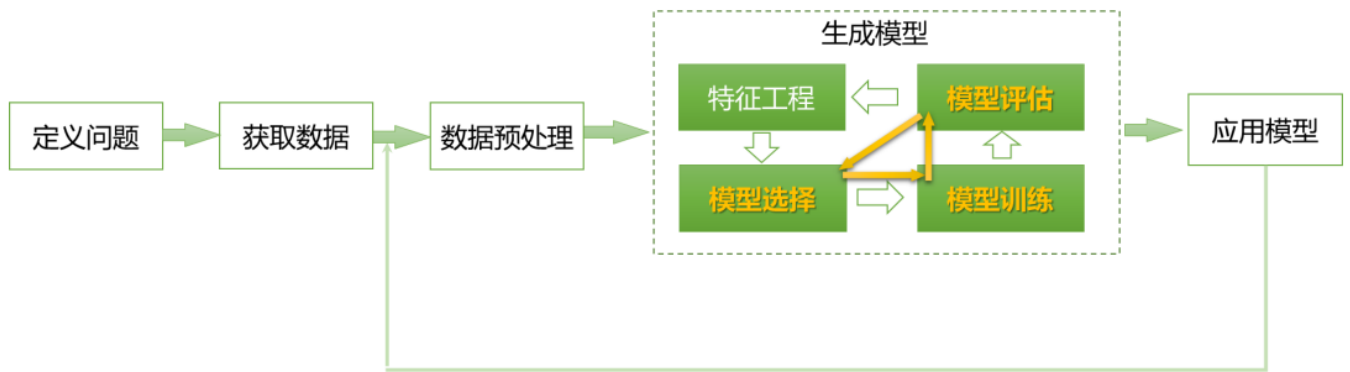 生成模型
特征工程
模型评估
定义问题
获取数据
数据预处理
应用模型
模型选择
模型训练